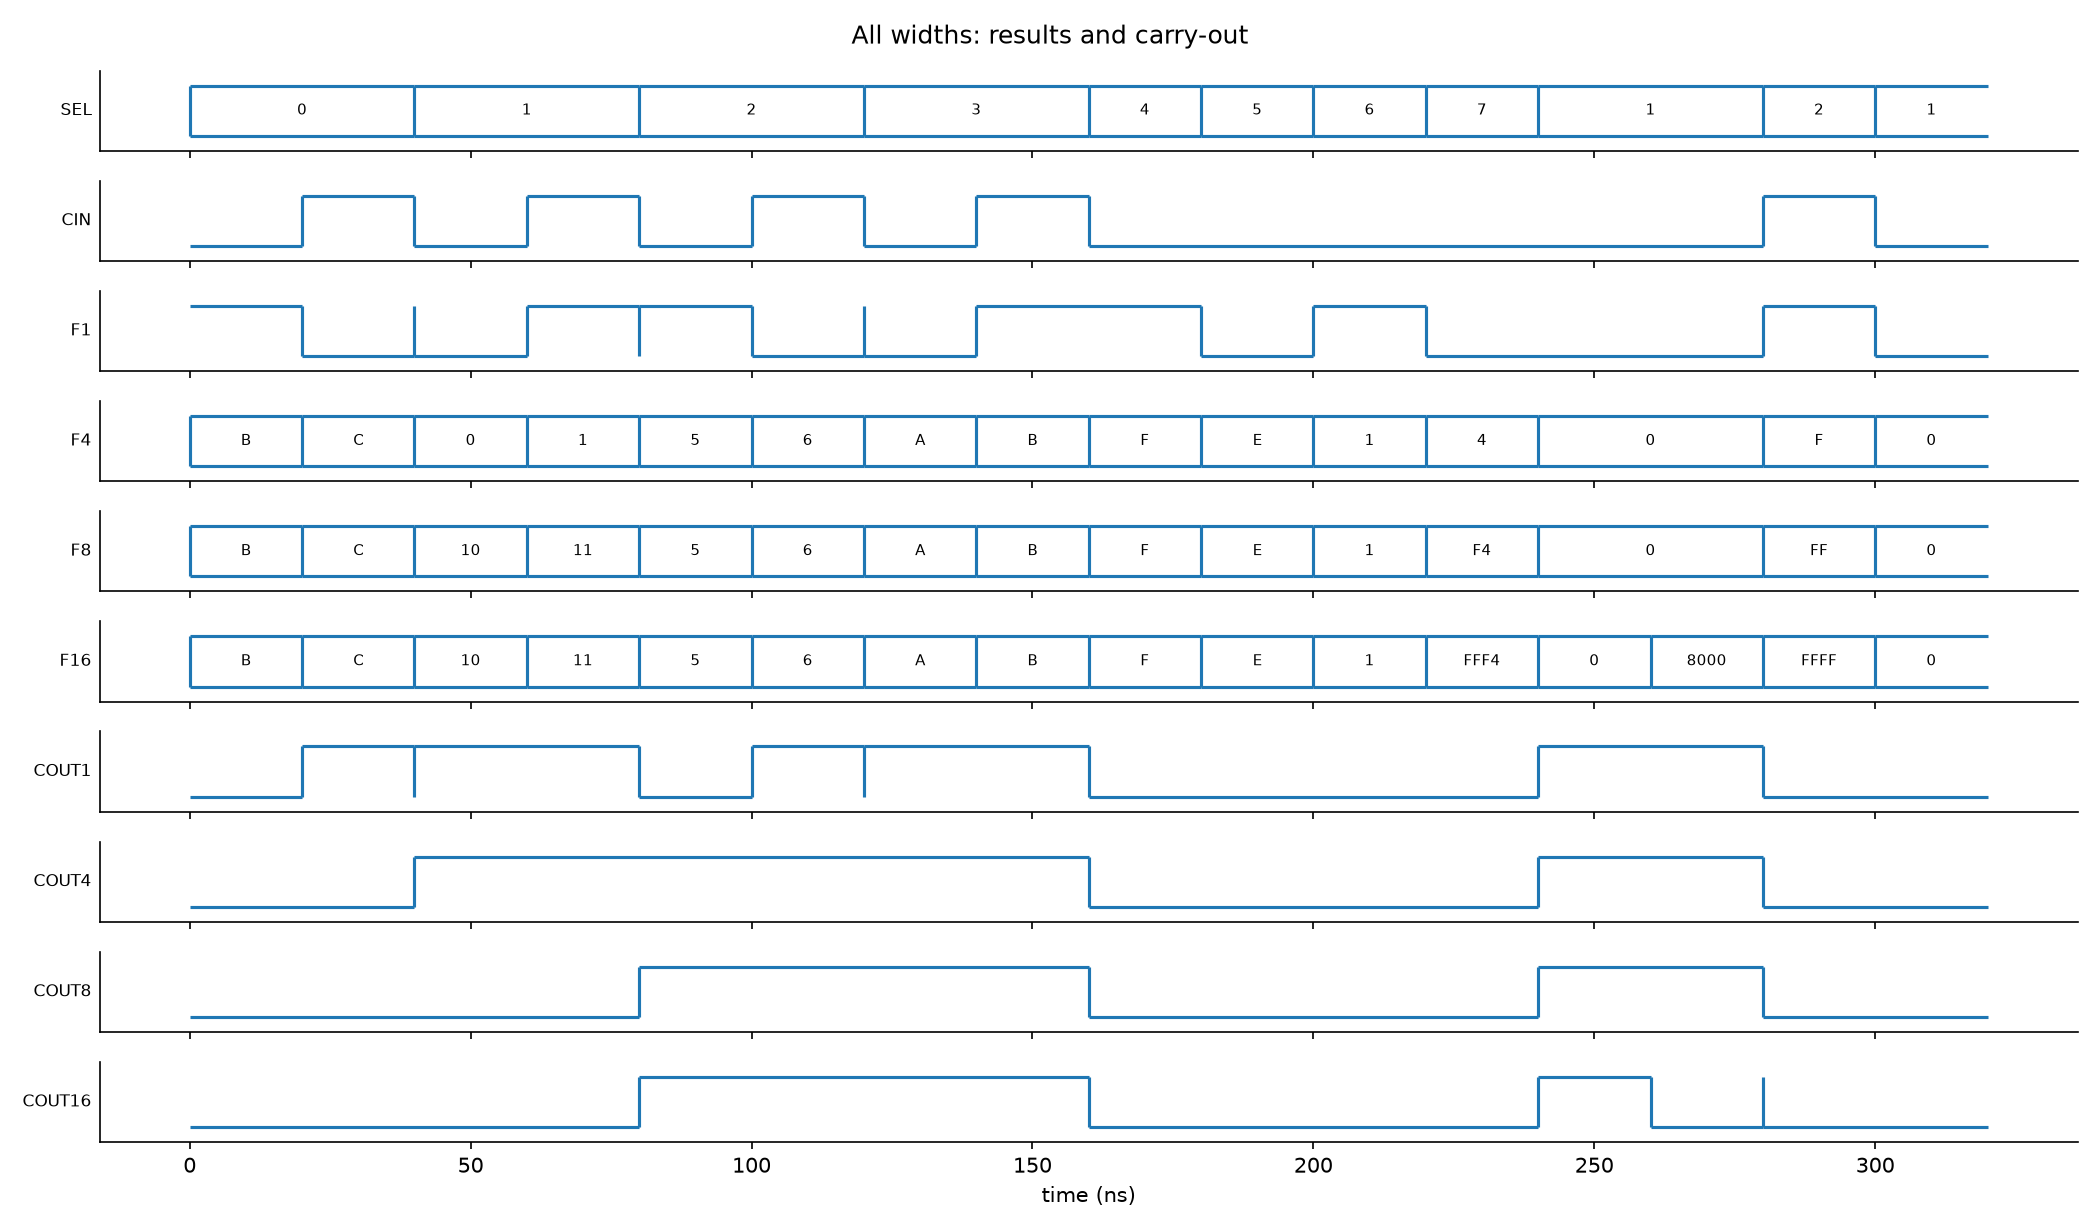 All widths: results and carry-out
SEL 0 1 2 3 4 5 6 7 1 2 1
CIN
F1
F4 B C 0 1 5 6 A B F E 1 4 0 F 0
F8 B C 10 11 5 6 A B F E 1 F4 0 FF 0
F16 B C 10 11 5 6 A B F E 1 FFF4 0 8000 FFFF 0
COUT1
COUT4
COUT8
COUT16
0 50 100 150 200 250 300
time (ns)